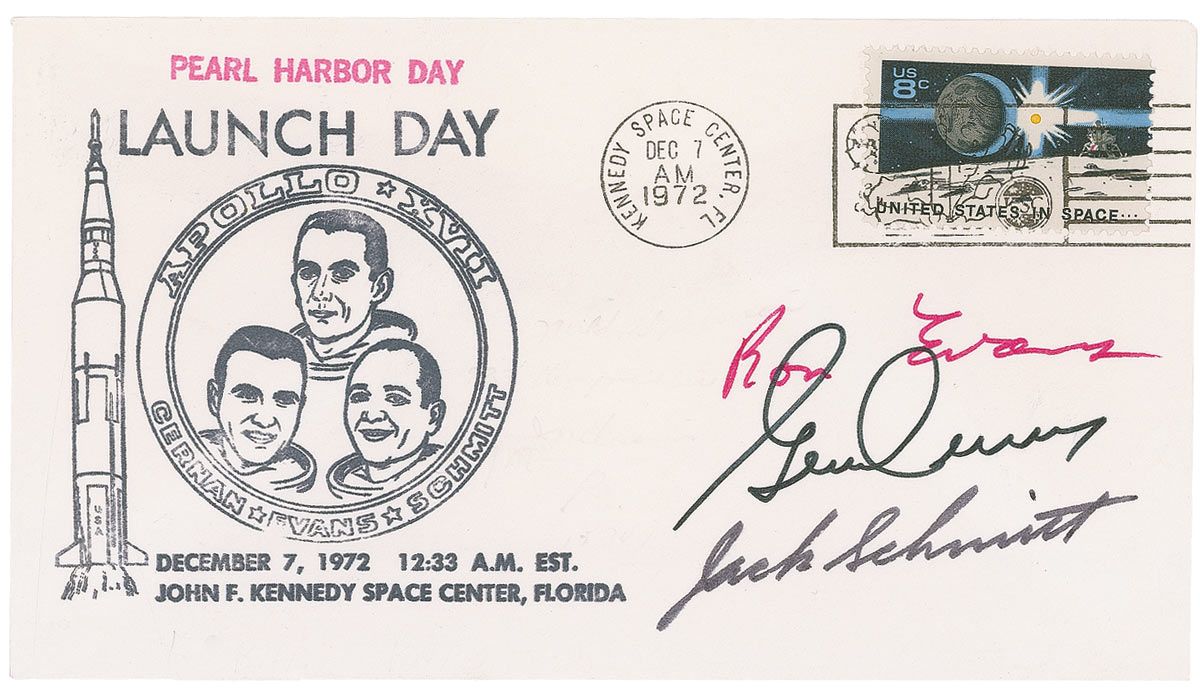 PEARL HARBOR DAY
LAUNCH DAY
APOLLO ★ XVII
CERNAN ★ EVANS ★ SCHMITT
USA
DECEMBER 7, 1972 12:33 A.M. EST.
JOHN F. KENNEDY SPACE CENTER, FLORIDA
KENNEDY SPACE CENTER, FL
DEC 7
AM
1972
US
8c
UNITED STATES IN SPACE...
Ron Evans
Gene Cernan
Jack Schmitt